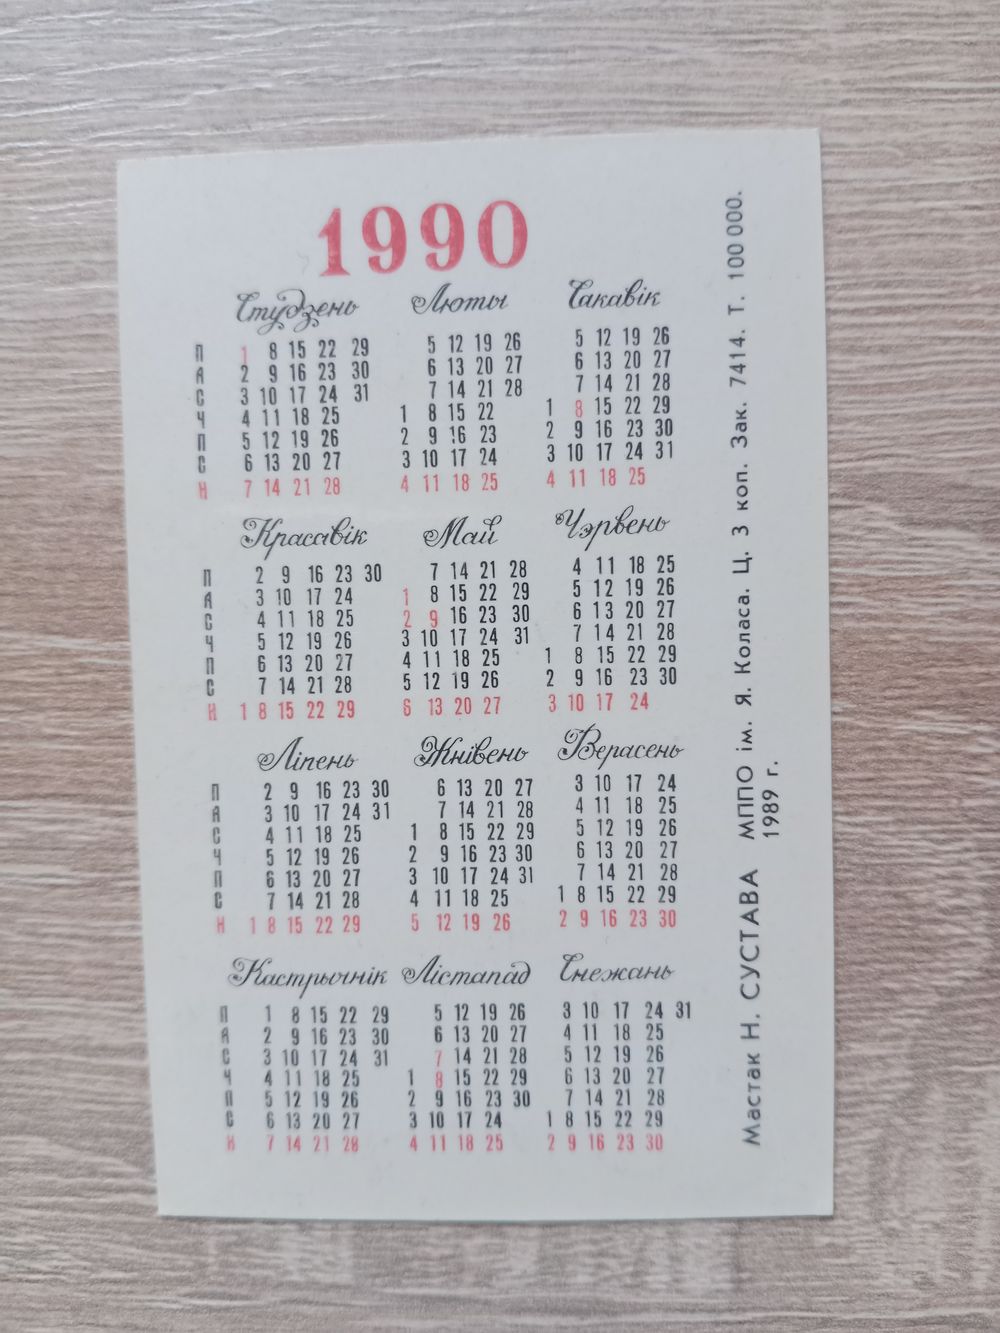 1990
Студзень Люты Сакавік
П 1 8 15 22 29 5 12 19 26 5 12 19 26
А 2 9 16 23 30 6 13 20 27 6 13 20 27
С 3 10 17 24 31 7 14 21 28 7 14 21 28
Ч 4 11 18 25 1 8 15 22 1 8 15 22 29
П 5 12 19 26 2 9 16 23 2 9 16 23 30
С 6 13 20 27 3 10 17 24 3 10 17 24 31
Н 7 14 21 28 4 11 18 25 4 11 18 25
Красавік Май Чэрвень
П 2 9 16 23 30 7 14 21 28 4 11 18 25
А 3 10 17 24 1 8 15 22 29 5 12 19 26
С 4 11 18 25 2 9 16 23 30 6 13 20 27
Ч 5 12 19 26 3 10 17 24 31 7 14 21 28
П 6 13 20 27 4 11 18 25 1 8 15 22 29
С 7 14 21 28 5 12 19 26 2 9 16 23 30
Н 1 8 15 22 29 6 13 20 27 3 10 17 24
Ліпень Жнівень Верасень
П 2 9 16 23 30 6 13 20 27 3 10 17 24
А 3 10 17 24 31 7 14 21 28 4 11 18 25
С 4 11 18 25 1 8 15 22 29 5 12 19 26
Ч 5 12 19 26 2 9 16 23 30 6 13 20 27
П 6 13 20 27 3 10 17 24 31 7 14 21 28
С 7 14 21 28 4 11 18 25 1 8 15 22 29
Н 1 8 15 22 29 5 12 19 26 2 9 16 23 30
Кастрычнік Лістапад Снежань
П 1 8 15 22 29 5 12 19 26 3 10 17 24 31
А 2 9 16 23 30 6 13 20 27 4 11 18 25
С 3 10 17 24 31 7 14 21 28 5 12 19 26
Ч 4 11 18 25 1 8 15 22 29 6 13 20 27
П 5 12 19 26 2 9 16 23 30 7 14 21 28
С 6 13 20 27 3 10 17 24 1 8 15 22 29
Н 7 14 21 28 4 11 18 25 2 9 16 23 30
Мастак Н. СУСТАВА МППО ім. Я. Коласа. Ц. 3 коп. Зак. 7414. Т. 100 000.
1989 г.